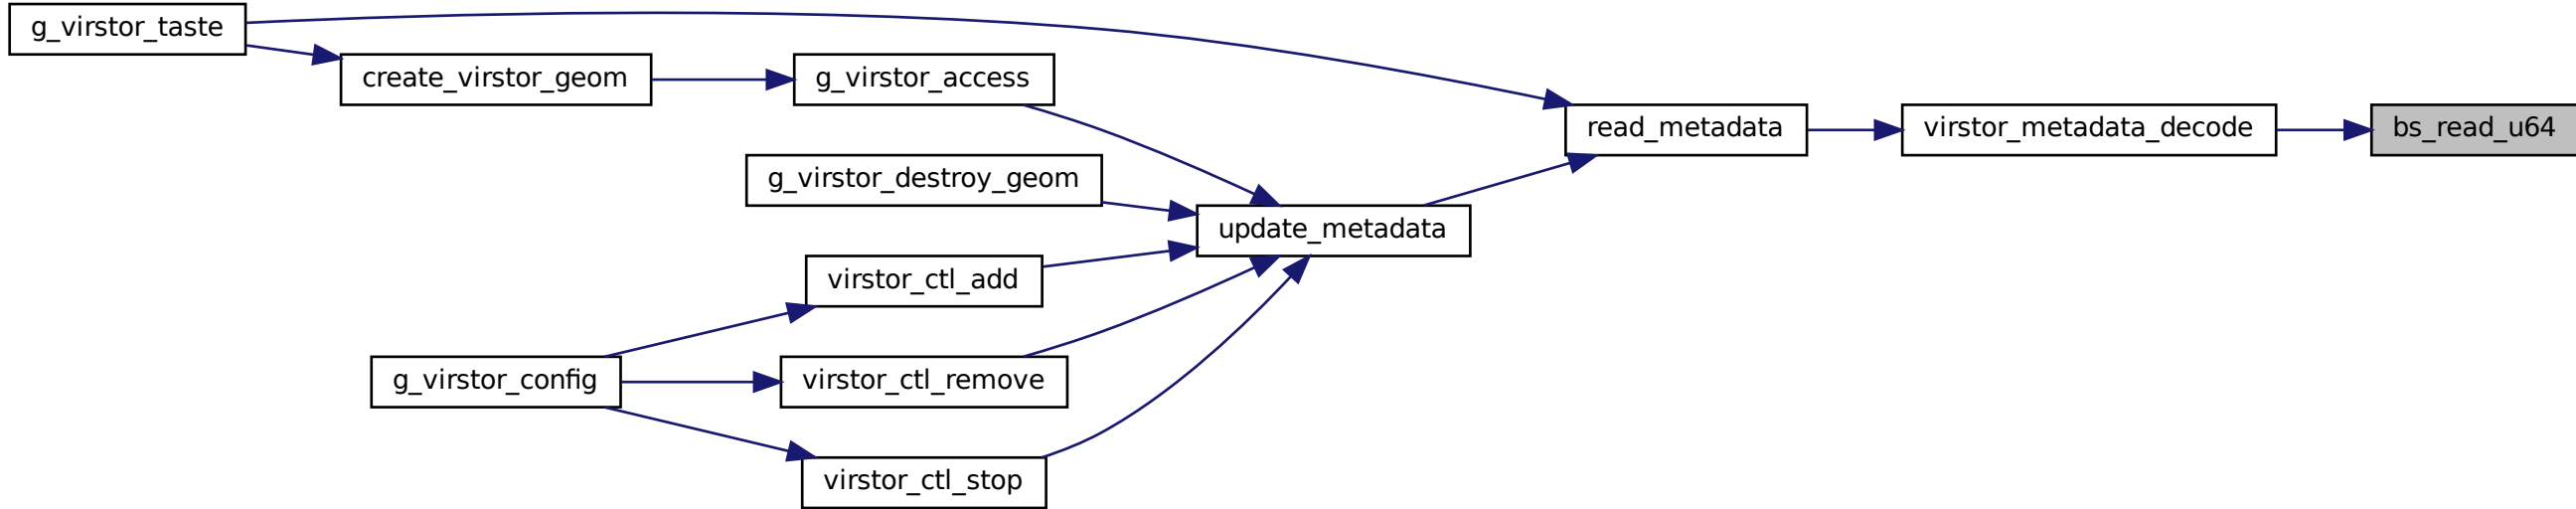 g_virstor_taste
create_virstor_geom
g_virstor_access
read_metadata
virstor_metadata_decode
bs_read_u64
g_virstor_destroy_geom
update_metadata
virstor_ctl_add
g_virstor_config
virstor_ctl_remove
virstor_ctl_stop